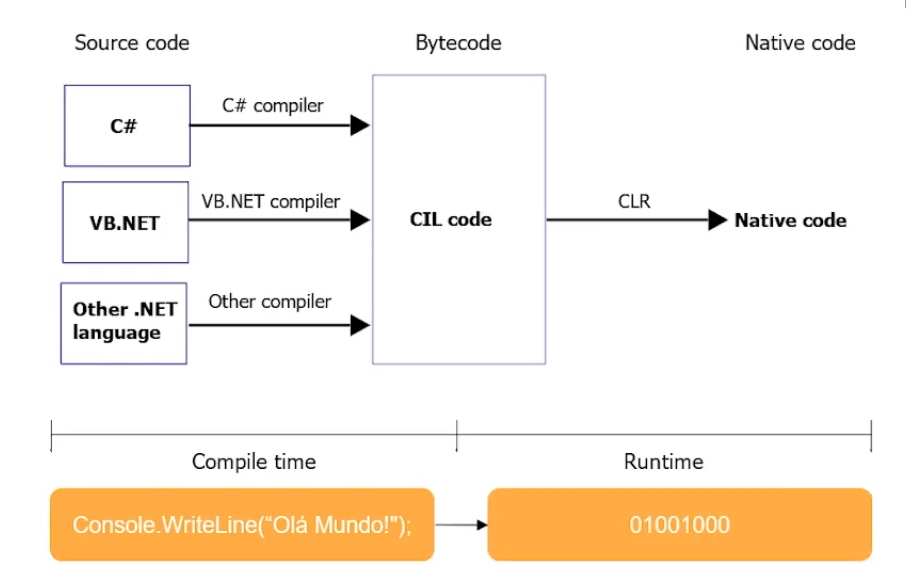 Source code
Bytecode
Native code
C#
C# compiler
VB.NET
VB.NET compiler
CIL code
CLR
Native code
Other .NET
language
Other compiler
Compile time
Runtime
Console.WriteLine(“Olá Mundo!");
01001000